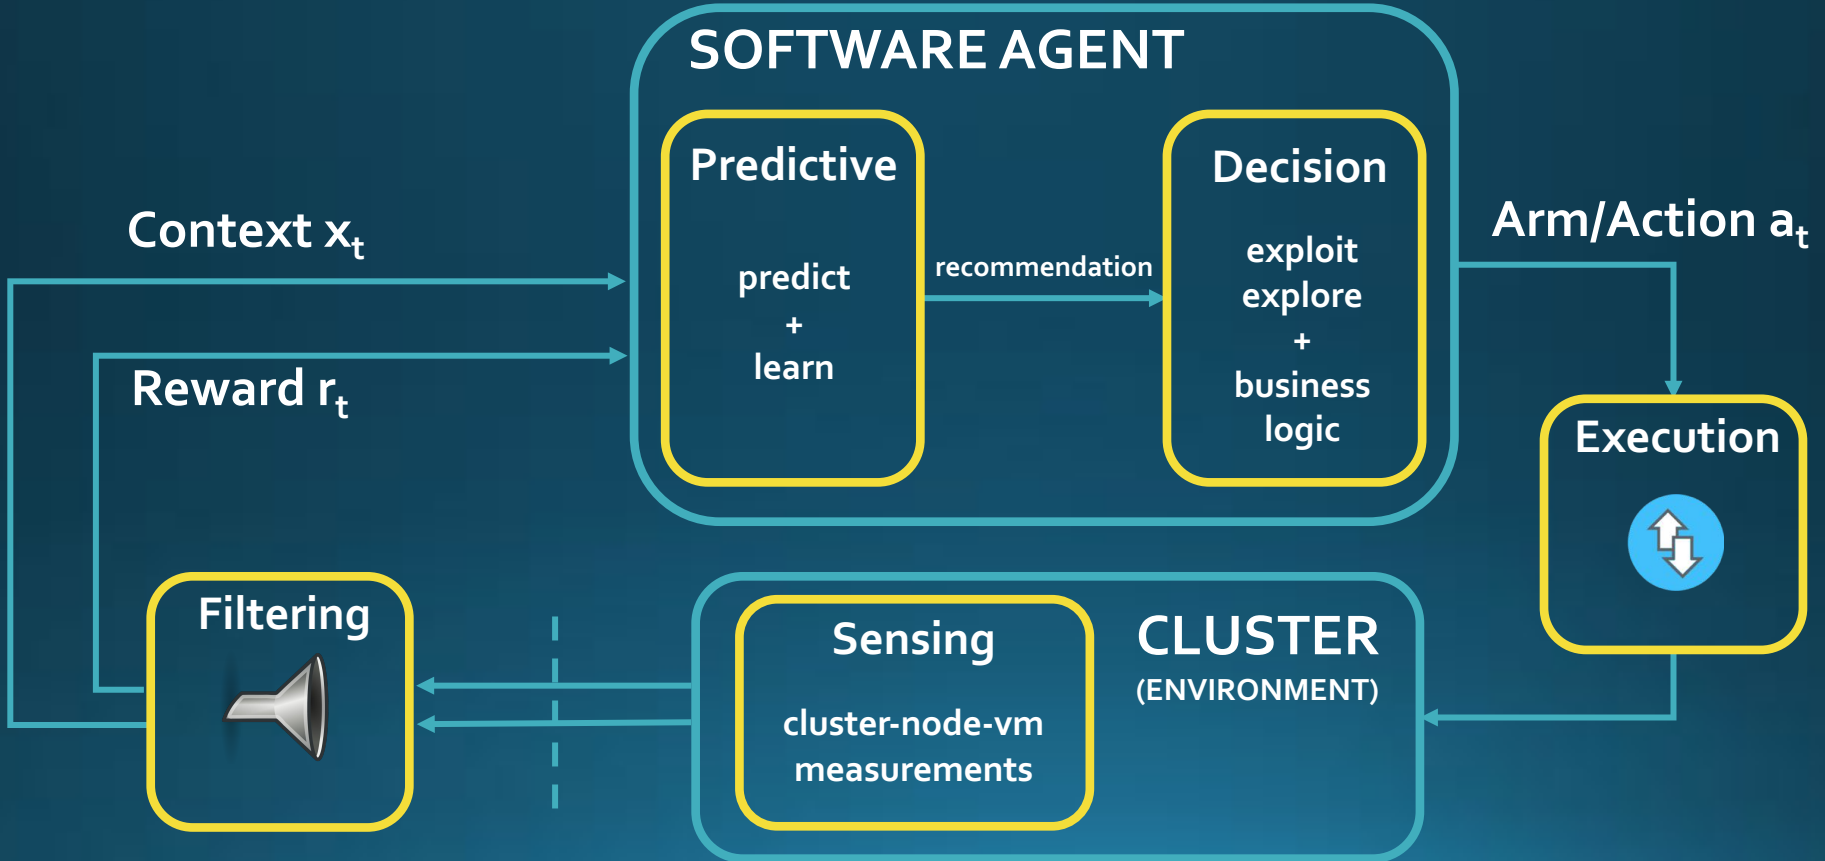 SOFTWARE AGENT
Predictive
predict
+
learn
recommendation
Decision
exploit
explore
+
business
logic
Context xt
Reward rt
Arm/Action at
Execution
Filtering
Sensing
cluster-node-vm
measurements
CLUSTER
(ENVIRONMENT)